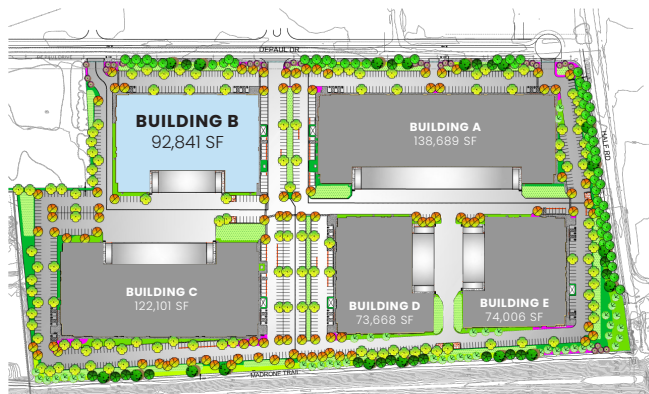 DEPAUL DR
BUILDING B
92,841 SF
BUILDING A
138,689 SF
HALE RD
BUILDING C
122,101 SF
BUILDING D
73,668 SF
BUILDING E
74,006 SF
MADRONE TRAIL